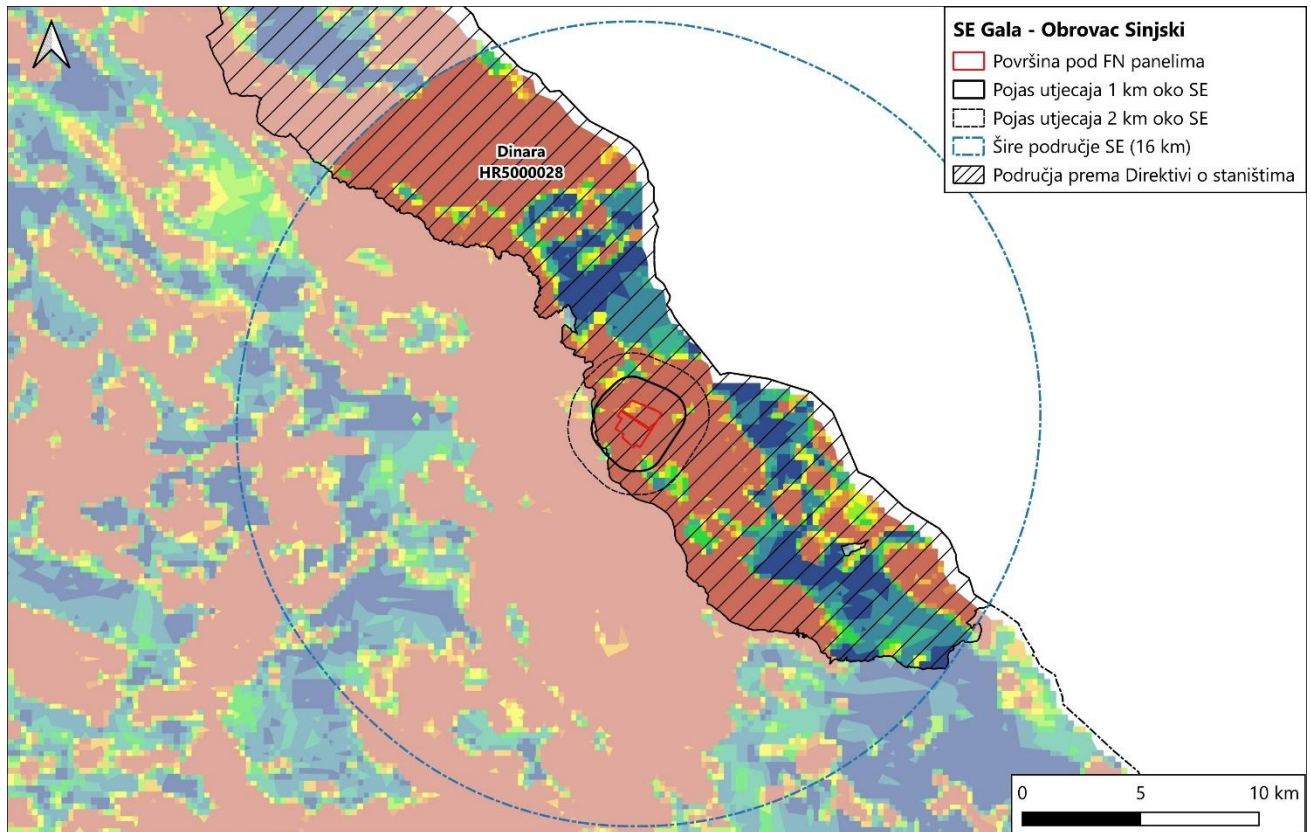 SE Gala - Obrovac Sinjski
Površina pod FN panelima
Pojas utjecaja 1 km oko SE
Pojas utjecaja 2 km oko SE
Šire područje SE (16 km)
Područja prema Direktivi o staništima
Dinara
HR5000028
0 5 10 km